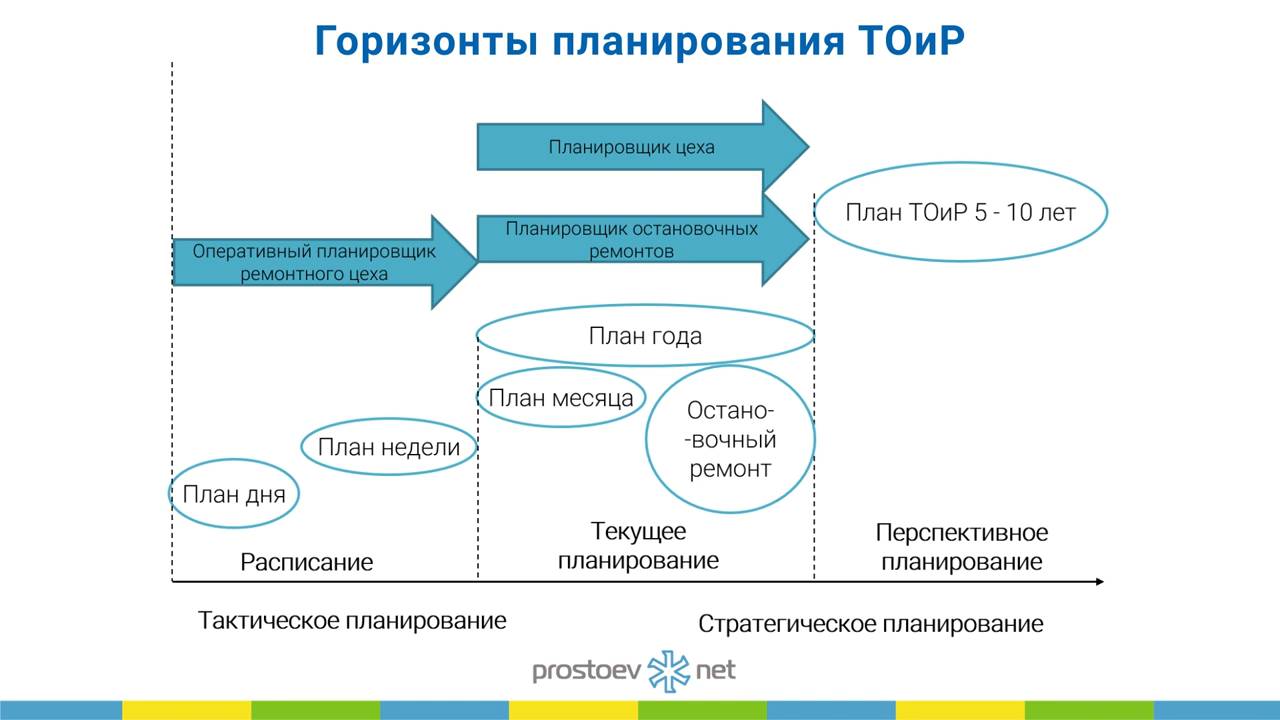 Горизонты планирования ТОиР
Планировщик цеха
План ТОиР 5 - 10 лет
Планировщик остановочных
ремонтов
Оперативный планировщик
ремонтного цеха
План года
План месяца
Остано-
-вочный
ремонт
План недели
План дня
Расписание
Текущее
планирование
Перспективное
планирование
Тактическое планирование
Стратегическое планирование
prostoev net